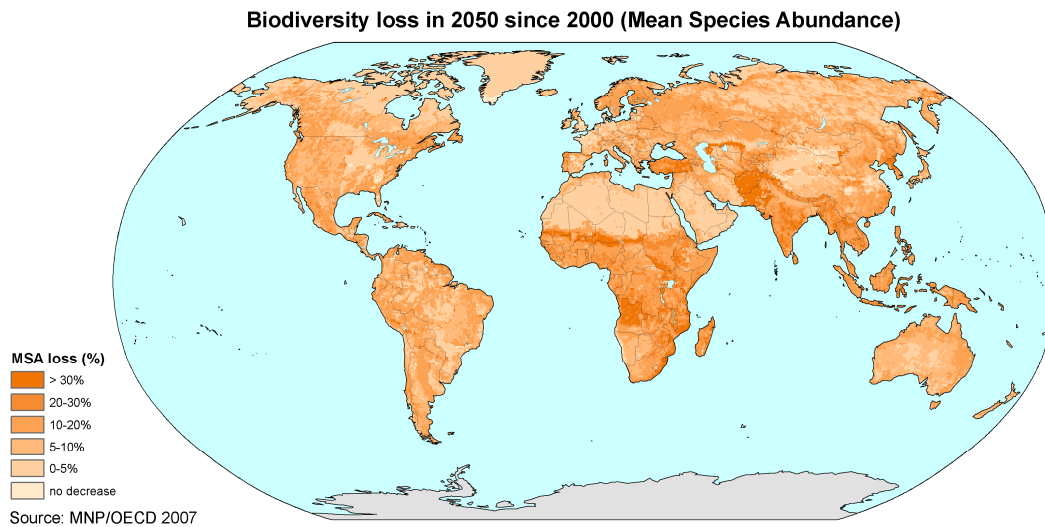 Biodiversity loss in 2050 since 2000 (Mean Species Abundance)
MSA loss (%)
> 30%
20-30%
10-20%
5-10%
0-5%
no decrease
Source: MNP/OECD 2007